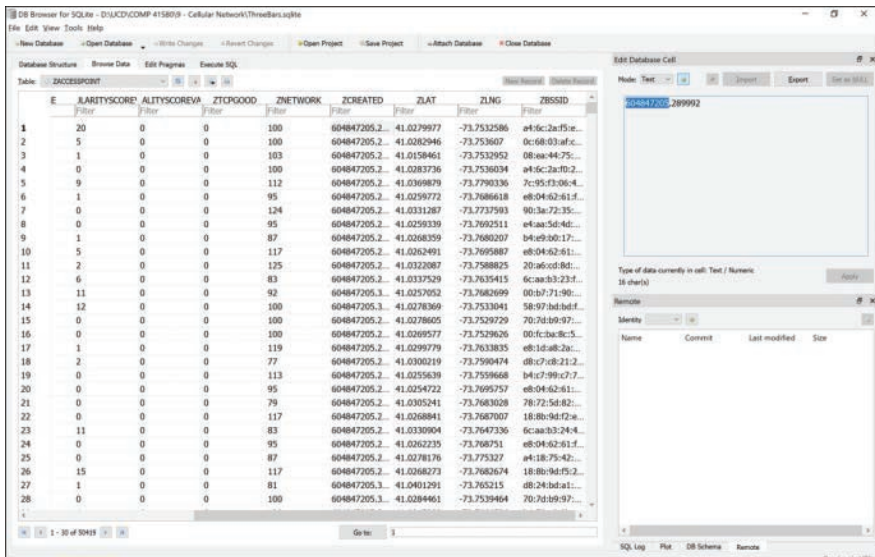 DB Browser for SQLite - D:\UCD\COMP 41580\9 - Cellular Network\ThreeBars.sqlite
File Edit View Tools Help
New Database Open Database Write Changes Revert Changes Open Project Save Project Attach Database Close Database
Database Structure Browse Data Edit Pragmas Execute SQL
Table: ZACCESSPOINT New Record Delete Record
E JLARITYSCORE ALITYSCOREVA ZTCPGOOD ZNETWORK ZCREATED ZLAT ZLNG ZBSSID
Filter Filter Filter Filter Filter Filter Filter Filter
1 20 0 0 100 604847205.2... 41.0279977 -73.7532586 a4:6c:2a:f5:e...
2 5 0 0 100 604847205.2... 41.0282946 -73.753607 0c:68:03:af:c...
3 1 0 0 103 604847205.2... 41.0158461 -73.7532952 08:ea:44:75:...
4 0 0 0 100 604847205.2... 41.0283736 -73.7536034 a4:6c:2a:f0:2...
5 9 0 0 112 604847205.2... 41.0369879 -73.7790336 7c:95:f3:06:4...
6 1 0 0 95 604847205.2... 41.0259772 -73.7686618 e8:04:62:61:f...
7 0 0 0 124 604847205.2... 41.0331287 -73.7737593 90:3a:72:35:...
8 0 0 0 95 604847205.2... 41.0259339 -73.7692511 e4:aa:5d:4d:...
9 1 0 0 87 604847205.2... 41.0268359 -73.7680207 b4:e9:b0:17:...
10 5 0 0 117 604847205.2... 41.0262491 -73.7695887 e8:04:62:61:...
11 2 0 0 125 604847205.2... 41.0322087 -73.7588825 20:a6:cd:8d:...
12 6 0 0 83 604847205.2... 41.0337529 -73.7635415 6c:aa:b3:23:f...
13 11 0 0 92 604847205.3... 41.0257052 -73.7682699 00:b7:71:90:...
14 12 0 0 100 604847205.3... 41.0278369 -73.7533041 58:97:bd:bd:f...
15 0 0 0 100 604847205.2... 41.0278605 -73.7529729 70:7d:b9:97:...
16 0 0 0 100 604847205.2... 41.0269577 -73.7529626 00:fc:ba:8c:5...
17 1 0 0 119 604847205.2... 41.0299779 -73.7633835 e8:1d:a8:2a:...
18 2 0 0 77 604847205.3... 41.0300219 -73.7590474 d8:c7:c8:21:2...
19 0 0 0 113 604847205.2... 41.0255639 -73.7559668 b4:c7:99:c7:7...
20 0 0 0 95 604847205.2... 41.0254722 -73.7695757 e8:04:62:61:...
21 0 0 0 79 604847205.2... 41.0305241 -73.7683028 78:72:5d:82:...
22 0 0 0 117 604847205.2... 41.0268841 -73.7687007 18:8b:9d:f2:e...
23 11 0 0 83 604847205.2... 41.0330904 -73.7647336 6c:aa:b3:24:4...
24 0 0 0 95 604847205.2... 41.0262235 -73.768751 e8:04:62:61:f...
25 0 0 0 87 604847205.2... 41.0278176 -73.775327 a4:18:75:42:...
26 15 0 0 117 604847205.2... 41.0268273 -73.7682674 18:8b:9d:f5:2...
27 1 0 0 81 604847205.3... 41.0401291 -73.765215 d8:24:bd:a1:...
28 0 0 0 100 604847205.3... 41.0284461 -73.7539464 70:7d:b9:97:...
1 - 30 of 50419 Go to: 1
Edit Database Cell
Mode: Text Import Export Set as NULL
604847205.289992
Type of data currently in cell: Text / Numeric
16 char(s)
Apply
Remote
Identity
Name Commit Last modified Size
SQL Log Plot DB Schema Remote